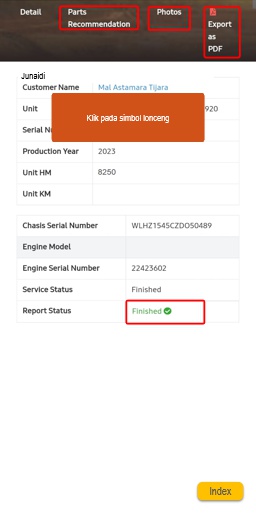 Detail Parts Recommendation Photos Export as PDF
Junaidi
Customer Name Mal Astamara Tijara
Unit 920
Klik pada simbol lonceng
Serial
Production Year 2023
Unit HM 8250
Unit KM
Chasis Serial Number WLHZ1545CZDO50489
Engine Model
Engine Serial Number 22423602
Service Status Finished
Report Status Finished
Index